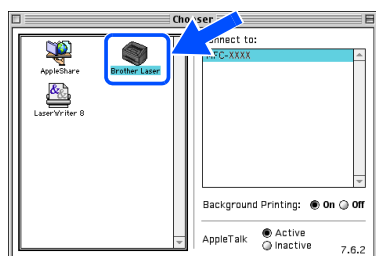 Chooser
Connect to:
MFC-XXXX
AppleShare
Brother Laser
LaserWriter 8
Background Printing: On Off
AppleTalk Active
Inactive
7.6.2